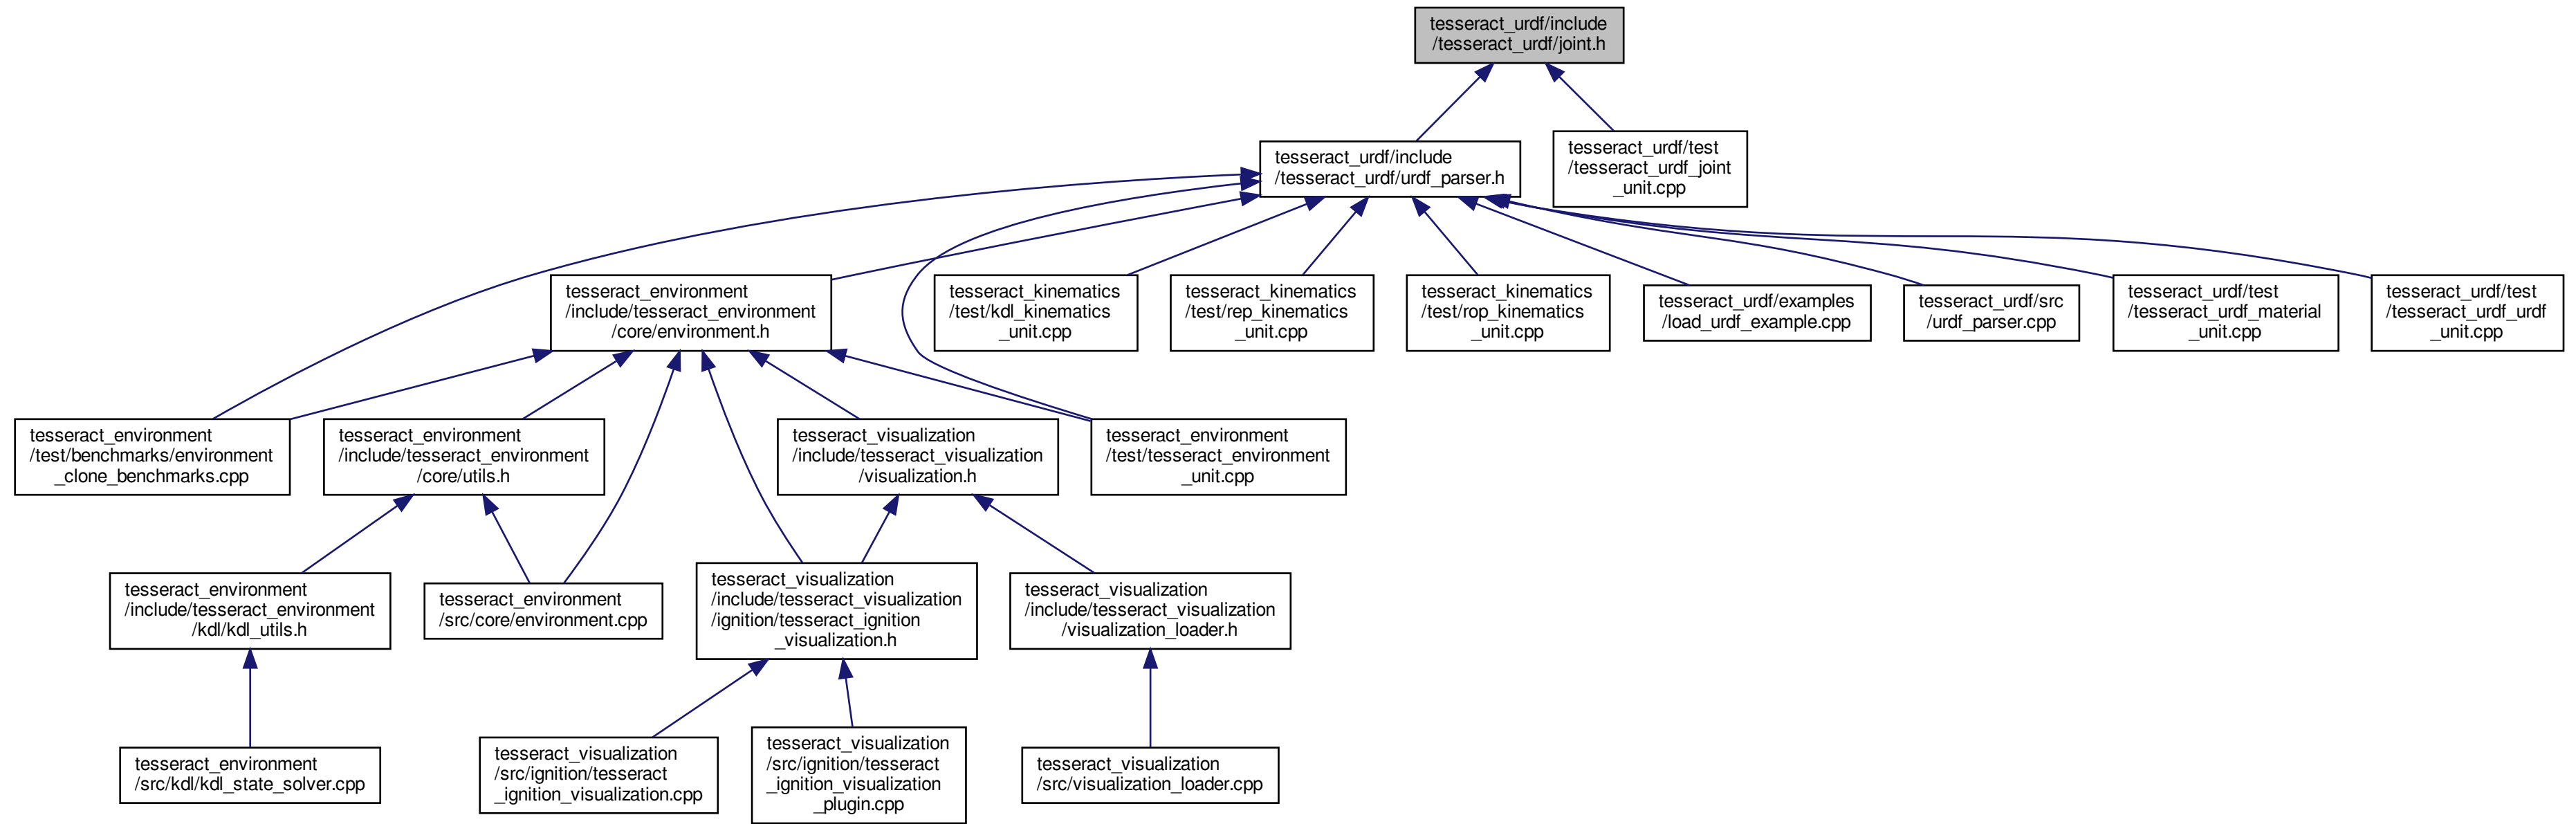 tesseract_urdf/include
/tesseract_urdf/joint.h
tesseract_urdf/include
/tesseract_urdf/urdf_parser.h
tesseract_urdf/test
/tesseract_urdf_joint
_unit.cpp
tesseract_environment
/include/tesseract_environment
/core/environment.h
tesseract_kinematics
/test/kdl_kinematics
_unit.cpp
tesseract_kinematics
/test/rep_kinematics
_unit.cpp
tesseract_kinematics
/test/rop_kinematics
_unit.cpp
tesseract_urdf/examples
/load_urdf_example.cpp
tesseract_urdf/src
/urdf_parser.cpp
tesseract_urdf/test
/tesseract_urdf_material
_unit.cpp
tesseract_urdf/test
/tesseract_urdf_urdf
_unit.cpp
tesseract_environment
/test/benchmarks/environment
_clone_benchmarks.cpp
tesseract_environment
/include/tesseract_environment
/core/utils.h
tesseract_visualization
/include/tesseract_visualization
/visualization.h
tesseract_environment
/test/tesseract_environment
_unit.cpp
tesseract_environment
/include/tesseract_environment
/kdl/kdl_utils.h
tesseract_environment
/src/core/environment.cpp
tesseract_visualization
/include/tesseract_visualization
/ignition/tesseract_ignition
_visualization.h
tesseract_visualization
/include/tesseract_visualization
/visualization_loader.h
tesseract_environment
/src/kdl/kdl_state_solver.cpp
tesseract_visualization
/src/ignition/tesseract
_ignition_visualization.cpp
tesseract_visualization
/src/ignition/tesseract
_ignition_visualization
_plugin.cpp
tesseract_visualization
/src/visualization_loader.cpp